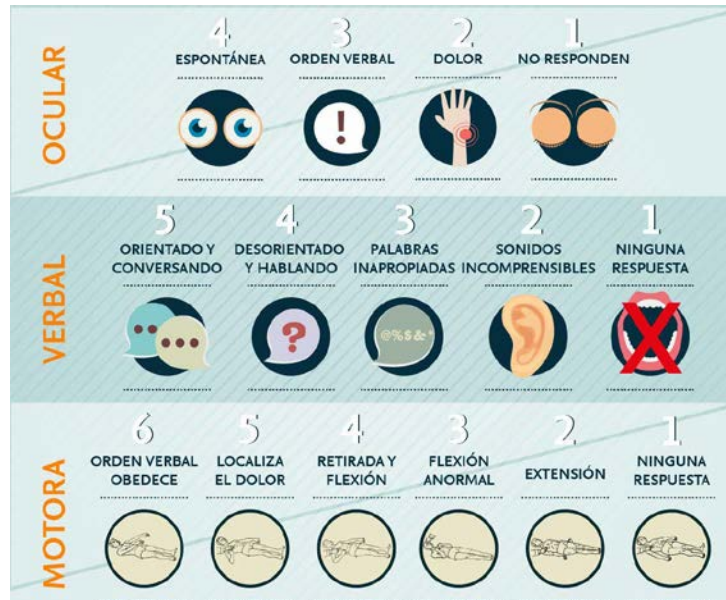 OCULAR
4 3 2 1
ESPONTÁNEA ORDEN VERBAL DOLOR NO RESPONDEN
!
VERBAL
5 4 3 2 1
ORIENTADO Y DESORIENTADO PALABRAS SONIDOS NINGUNA
CONVERSANDO Y HABLANDO INAPROPIADAS INCOMPRENSIBLES RESPUESTA
? @%$&*
MOTORA
6 5 4 3 2 1
ORDEN VERBAL LOCALIZA RETIRADA Y FLEXIÓN EXTENSIÓN NINGUNA
OBEDECE EL DOLOR FLEXIÓN ANORMAL RESPUESTA